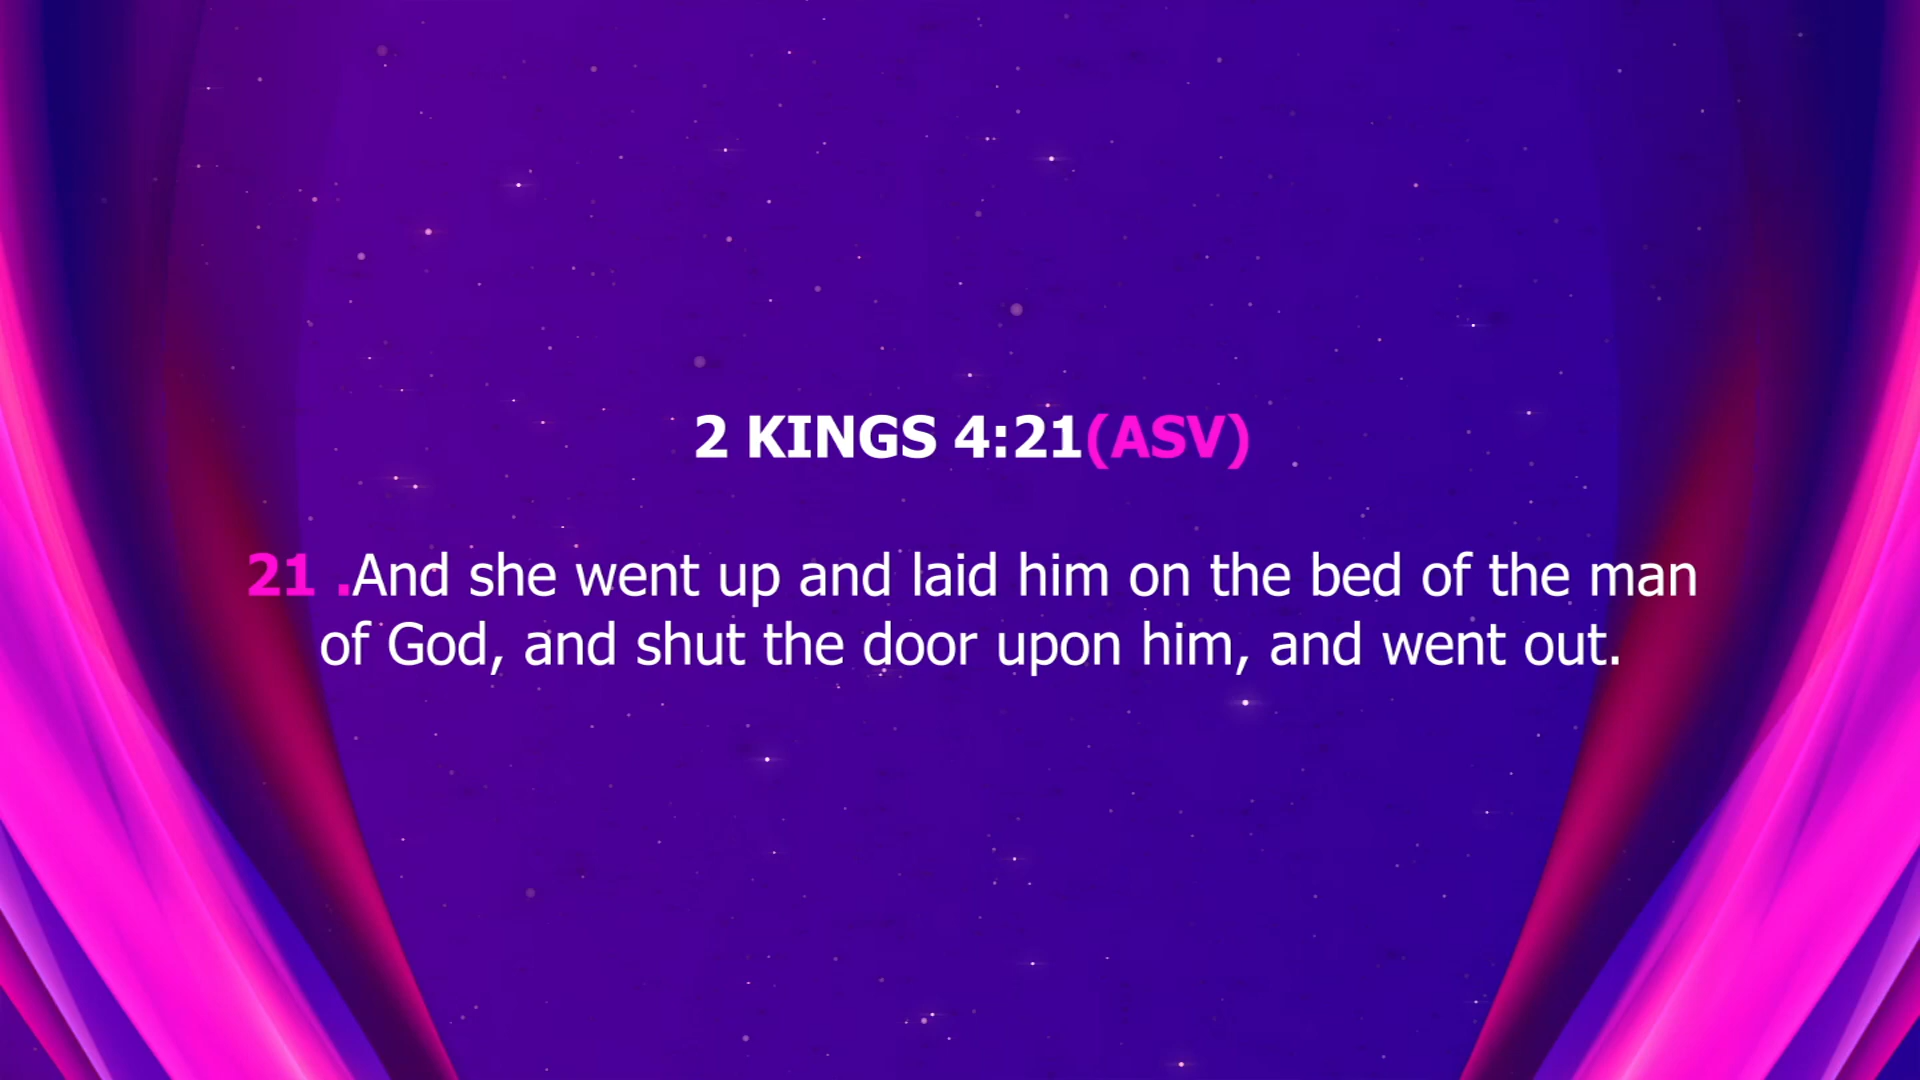 2 KINGS 4:21(ASV)
21 .And she went up and laid him on the bed of the man
of God, and shut the door upon him, and went out.